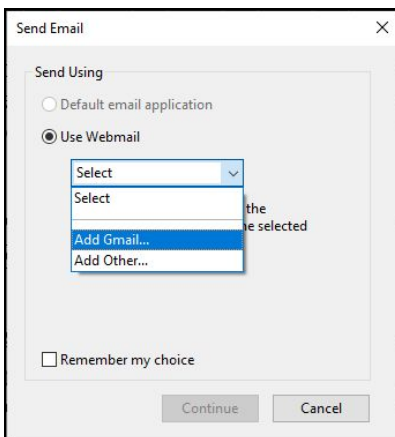 Send Email
Send Using
Default email application
Use Webmail
Select
Select
the
Add Gmail...
selected
Add Other...
Remember my choice
Continue
Cancel